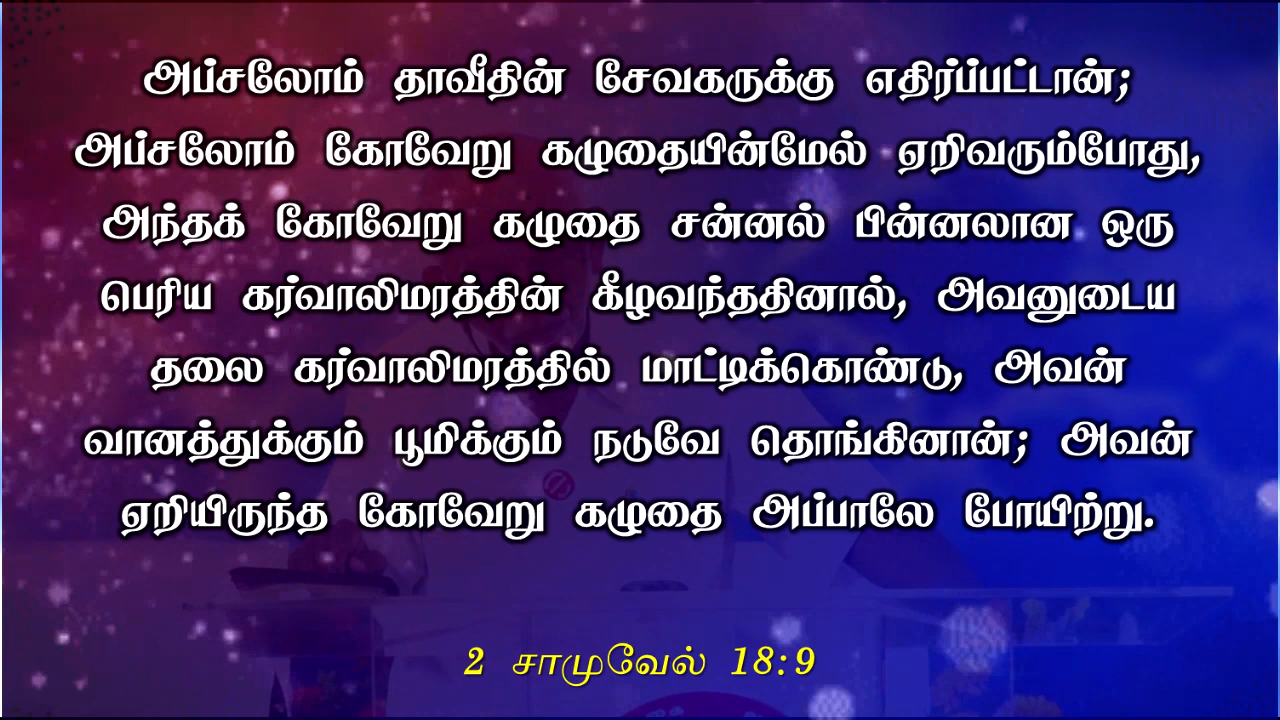 அப்சலோம் தாவீதின் சேவகருக்கு எதிர்ப்பட்டான்;
அப்சலோம் கோவேறு கழுதையின்மேல் ஏறிவரும்போது,
அந்தக் கோவேறு கழுதை சன்னல் பின்னலான ஒரு
பெரிய கர்வாலிமரத்தின் கீழவந்ததினால், அவனுடைய
தலை கர்வாலிமரத்தில் மாட்டிக்கொண்டு, அவன்
வானத்துக்கும் பூமிக்கும் நடுவே தொங்கினான்; அவன்
ஏறியிருந்த கோவேறு கழுதை அப்பாலே போயிற்று.
2 சாமுவேல் 18:9